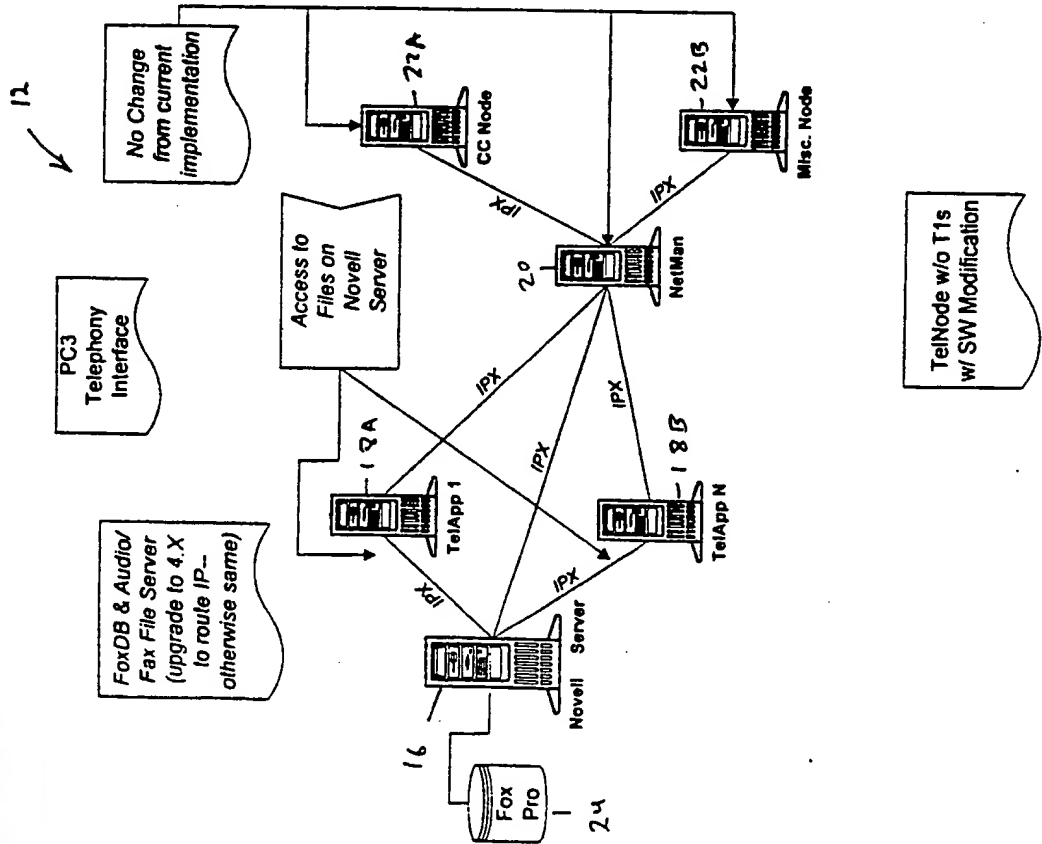 12
No Change
from current
implementation
PC3
Telephony
Interface
FoxDB & Audio/
Fax File Server
(upgrade to 4.X
to route IP--
otherwise same)
Access to
Files on
Novell
Server
22A
CC Node
IPX
22B
Misc. Node
IPX
20
NetMan
IPX
IPX
IPX
18A
TelApp 1
18B
TelApp N
IPX
IPX
16
Novell Server
Fox
Pro
24
TelNode w/o T1s
w/ SW Modification